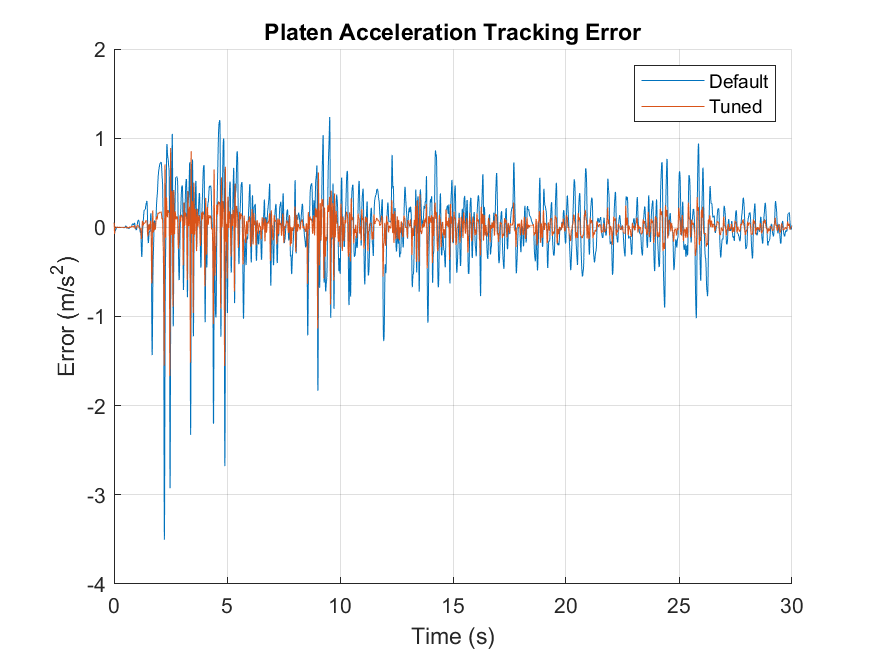 Platen Acceleration Tracking Error
Default
Tuned
2
1
0
-1
-2
-3
-4
Error (m/s²)
0 5 10 15 20 25 30
Time (s)